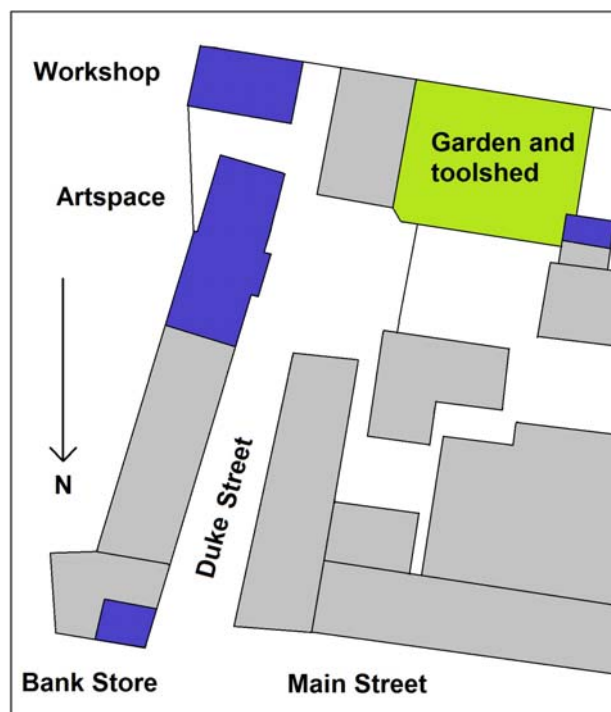 Workshop
Garden and
toolshed
Artspace
N
Duke Street
Bank Store
Main Street